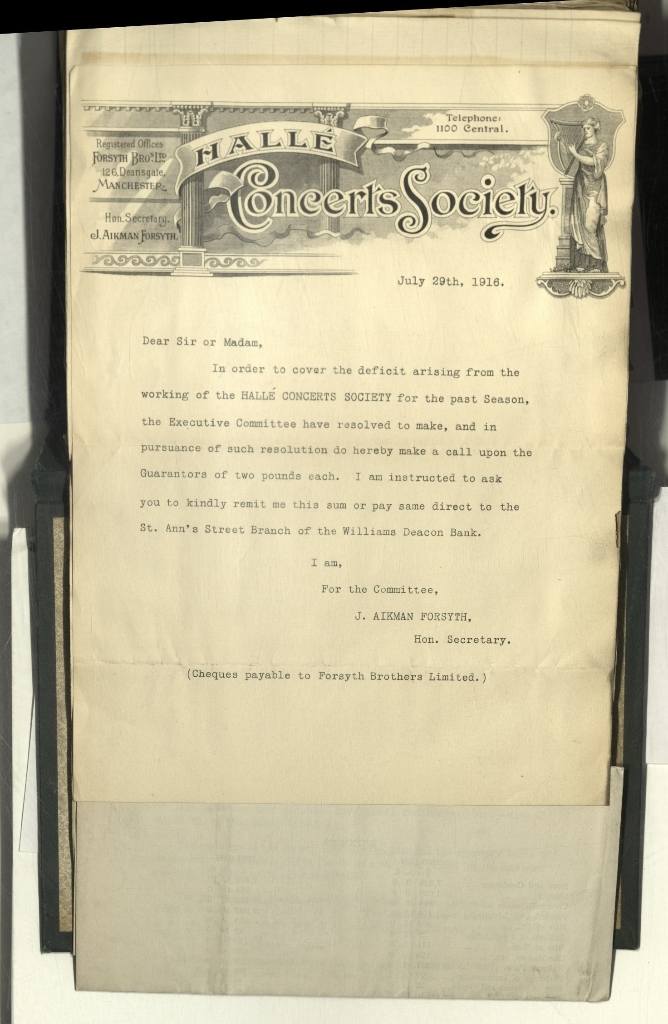 Registered Offices
FORSYTH BROS. LTD
126, Deansgate,
MANCHESTER.
Hon. Secretary.
J. AIKMAN FORSYTH.
HALLÉ
Concerts Society.
Telephone:
1100 Central.
July 29th, 1916.
Dear Sir or Madam,
In order to cover the deficit arising from the
working of the HALLÉ CONCERTS SOCIETY for the past Season,
the Executive Committee have resolved to make, and in
pursuance of such resolution do hereby make a call upon the
Guarantors of two pounds each. I am instructed to ask
you to kindly remit me this sum or pay same direct to the
St. Ann's Street Branch of the Williams Deacon Bank.
I am,
For the Committee,
J. AIKMAN FORSYTH,
Hon. Secretary.
(Cheques payable to Forsyth Brothers Limited.)